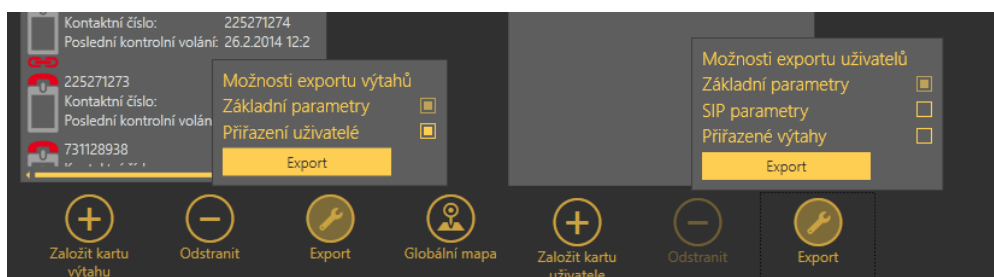 Kontaktní číslo: 225271274
Poslední kontrolní volání: 26.2.2014 12:2
225271273
Kontaktní číslo:
Poslední kontrolní volán
731128938
Možnosti exportu výtahů
Základní parametry
Přiřazení uživatelé
Export
Možnosti exportu uživatelů
Základní parametry
SIP parametry
Přiřazené výtahy
Export
Založit kartu
výtahu
Odstranit
Export
Globální mapa
Založit kartu
uživatele
Odstranit
Export